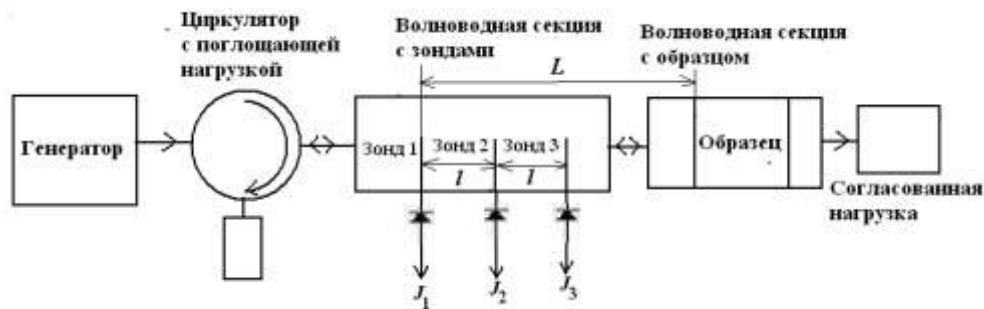 Циркулятор
с поглощающей
нагрузкой
Волноводная секция
с зондами
Волноводная секция
с образцом
L
Генератор
Зонд 1
Зонд 2
Зонд 3
l
l
Образец
Согласованная
нагрузка
J1
J2
J3